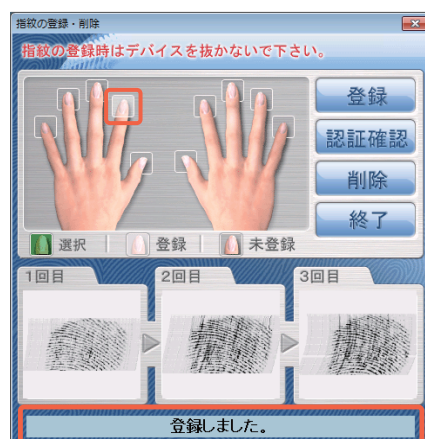 指紋の登録・削除
指紋の登録時はデバイスを抜かないで下さい。
登録
認証確認
削除
終了
選択 登録 未登録
1回目 2回目 3回目
登録しました。